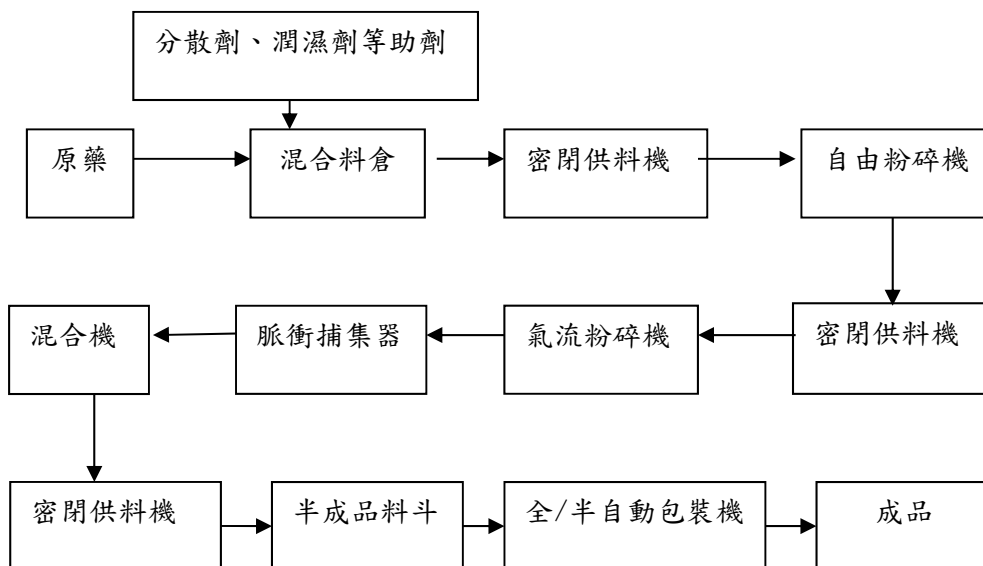 分散劑、潤濕劑等助劑
原藥
混合料倉
密閉供料機
自由粉碎機
混合機
脈衝捕集器
氣流粉碎機
密閉供料機
密閉供料機
半成品料斗
全/半自動包裝機
成品